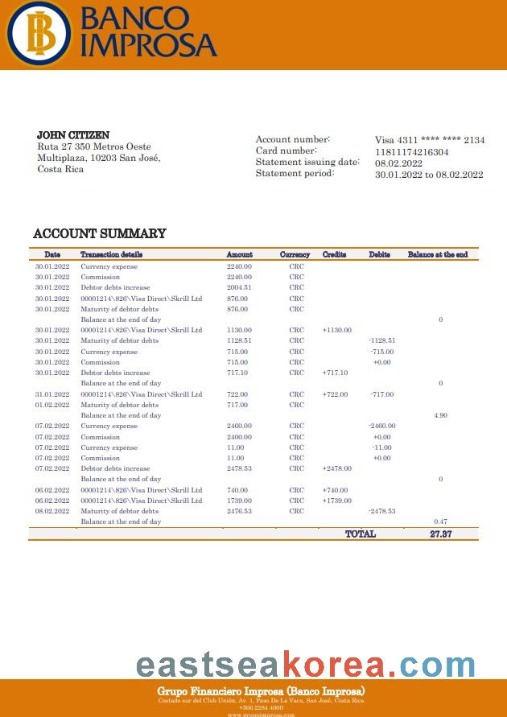 BANCO
IMPROSA
JOHN CITIZEN
Ruta 27 350 Metros Oeste
Multiplaza, 10203 San José,
Costa Rica
Account number: Visa 4311 **** **** 2134
Card number: 11811174216304
Statement issuing date: 08.02.2022
Statement period: 30.01.2022 to 08.02.2022
ACCOUNT SUMMARY
Date Transaction details Amount Currency Credits Debits Balance at the end
30.01.2022 Currency expense 2240.00 CRC
30.01.2022 Commission 2240.00 CRC
30.01.2022 Debtor debts increase 2004.51 CRC
30.01.2022 00001214\826\Visa Direct\Skrill Ltd 876.00 CRC
30.01.2022 Maturity of debtor debts 876.00 CRC
Balance at the end of day 0
30.01.2022 00001214\826\Visa Direct\Skrill Ltd 1130.00 CRC +1130.00
30.01.2022 Maturity of debtor debts 1128.51 CRC -1128.51
30.01.2022 Currency expense 715.00 CRC -715.00
30.01.2022 Commission 715.00 CRC +0.00
30.01.2022 Debtor debts increase 717.10 CRC +717.10
Balance at the end of day 0
31.01.2022 00001214\826\Visa Direct\Skrill Ltd 722.00 CRC +722.00 -717.00
01.02.2022 Maturity of debtor debts 717.00 CRC
Balance at the end of day 4.90
07.02.2022 Currency expense 2460.00 CRC -2460.00
07.02.2022 Commission 2460.00 CRC +0.00
07.02.2022 Currency expense 11.00 CRC -11.00
07.02.2022 Commission 11.00 CRC +0.00
07.02.2022 Debtor debts increase 2478.53 CRC +2478.00
Balance at the end of day 0
06.02.2022 00001214\826\Visa Direct\Skrill Ltd 740.00 CRC +740.00
06.02.2022 00001214\826\Visa Direct\Skrill Ltd 1739.00 CRC +1739.00
08.02.2022 Maturity of debtor debts 2476.53 CRC -2478.53
Balance at the end of day 0.47
TOTAL 27.37
eastseakorea.com
Grupo Financiero Improsa (Banco Improsa)
Costado sur del Club Unión, Av. 1, Paso De La Vaca, San José, Costa Rica
+506 2284 4000